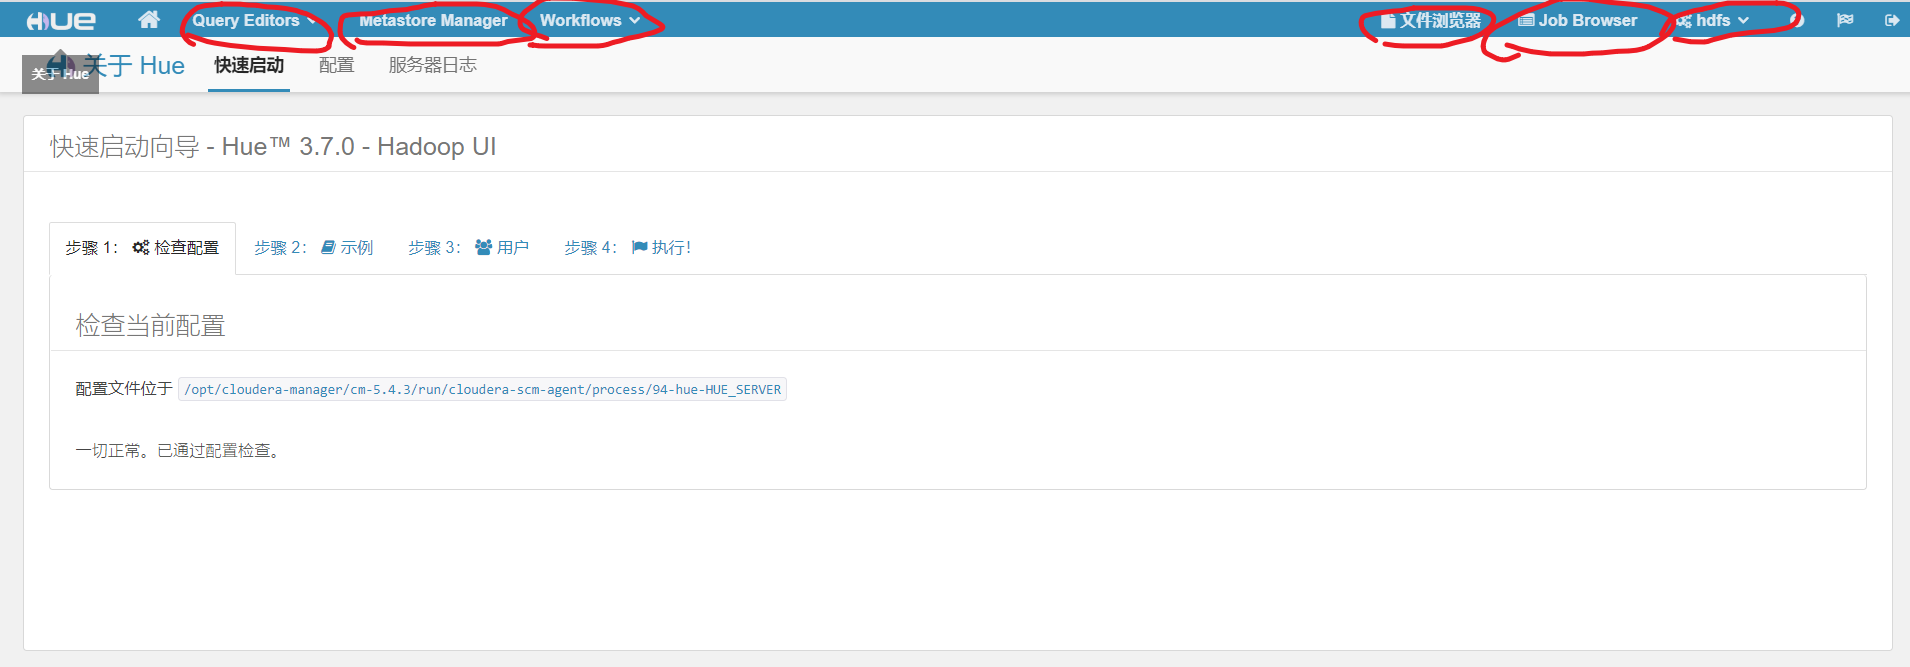 HUE Query Editors Metastore Manager Workflows 文件浏览器 Job Browser hdfs
关于 Hue 快速启动 配置 服务器日志
关于 Hue
快速启动向导 - Hue™ 3.7.0 - Hadoop UI
步骤 1： 检查配置 步骤 2： 示例 步骤 3： 用户 步骤 4： 执行！
检查当前配置
配置文件位于 /opt/cloudera-manager/cm-5.4.3/run/cloudera-scm-agent/process/94-hue-HUE_SERVER
一切正常。已通过配置检查。